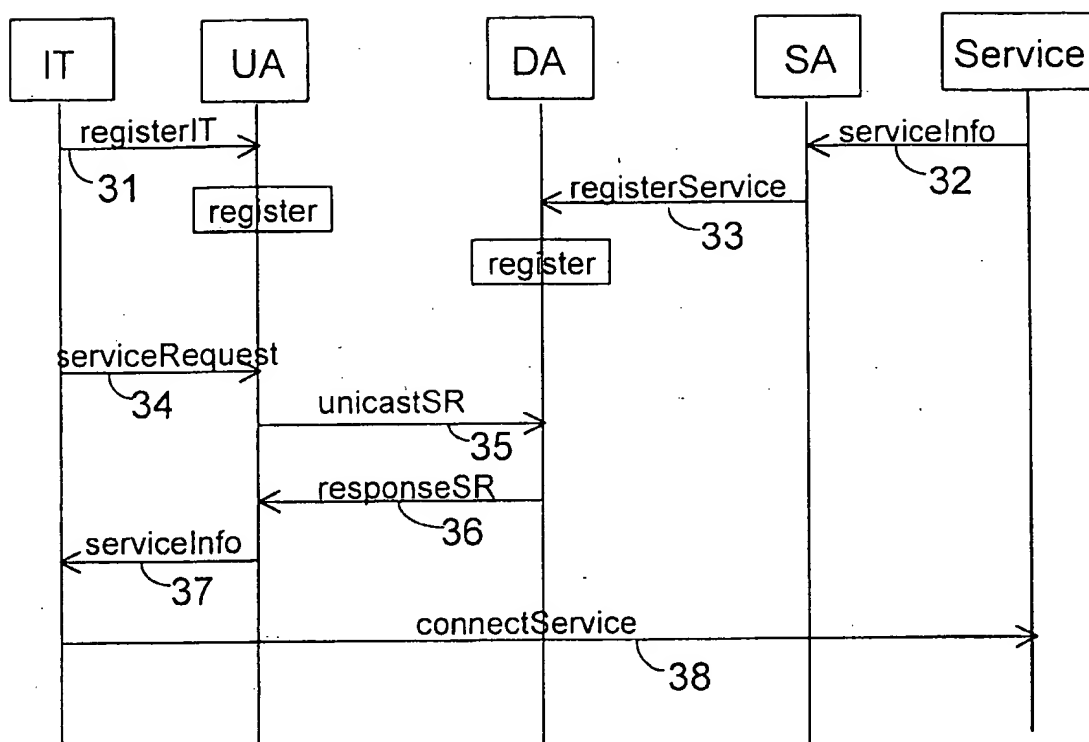 IT UA DA SA Service
registerIT serviceInfo
31 32
registerService
register 33
register
serviceRequest
34
unicastSR
35
responseSR
36
serviceInfo
37
connectService
38